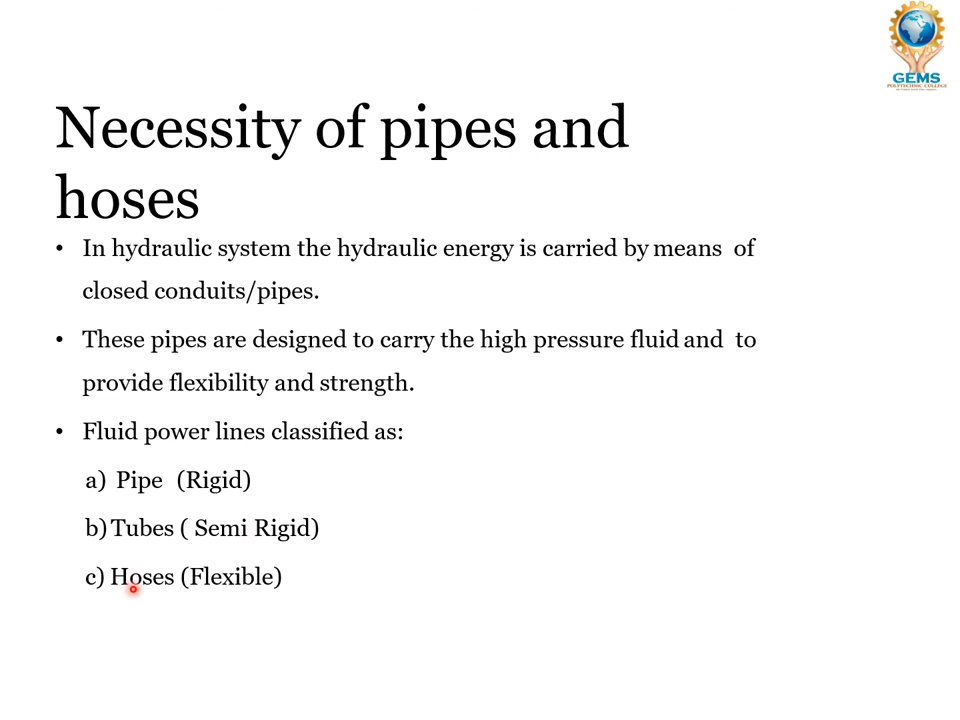 GEMS
POLYTECHNIC COLLEGE
Necessity of pipes and
hoses
• In hydraulic system the hydraulic energy is carried by means of
closed conduits/pipes.
• These pipes are designed to carry the high pressure fluid and to
provide flexibility and strength.
• Fluid power lines classified as:
a) Pipe (Rigid)
b) Tubes ( Semi Rigid)
c) Hoses (Flexible)